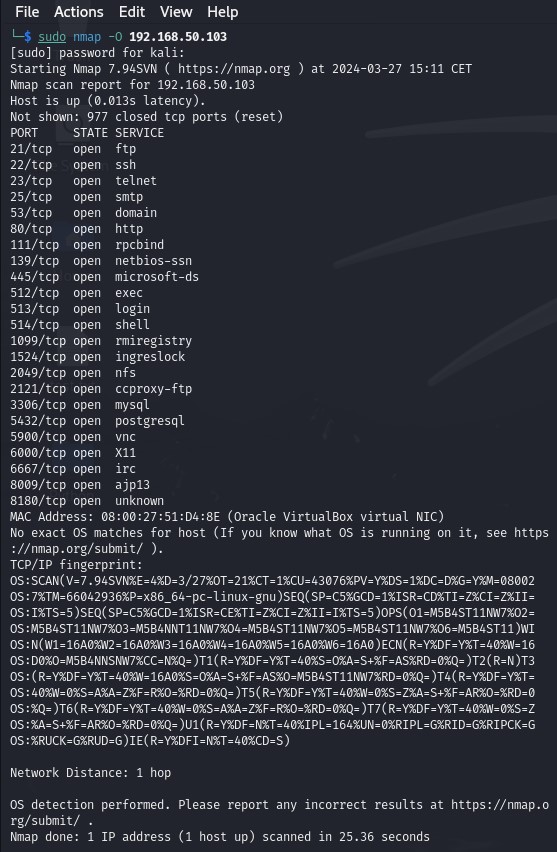 File Actions Edit View Help
└─$ sudo nmap -O 192.168.50.103
[sudo] password for kali:
Starting Nmap 7.94SVN ( https://nmap.org ) at 2024-03-27 15:11 CET
Nmap scan report for 192.168.50.103
Host is up (0.013s latency).
Not shown: 977 closed tcp ports (reset)
PORT     STATE SERVICE
21/tcp   open  ftp
22/tcp   open  ssh
23/tcp   open  telnet
25/tcp   open  smtp
53/tcp   open  domain
80/tcp   open  http
111/tcp  open  rpcbind
139/tcp  open  netbios-ssn
445/tcp  open  microsoft-ds
512/tcp  open  exec
513/tcp  open  login
514/tcp  open  shell
1099/tcp open  rmiregistry
1524/tcp open  ingreslock
2049/tcp open  nfs
2121/tcp open  ccproxy-ftp
3306/tcp open  mysql
5432/tcp open  postgresql
5900/tcp open  vnc
6000/tcp open  X11
6667/tcp open  irc
8009/tcp open  ajp13
8180/tcp open  unknown
MAC Address: 08:00:27:51:D4:8E (Oracle VirtualBox virtual NIC)
No exact OS matches for host (If you know what OS is running on it, see https
://nmap.org/submit/ ).
TCP/IP fingerprint:
OS:SCAN(V=7.94SVN%E=4%D=3/27%OT=21%CT=1%CU=43076%PV=Y%DS=1%DC=D%G=Y%M=08002
OS:7%TM=66042936%P=x86_64-pc-linux-gnu)SEQ(SP=C5%GCD=1%ISR=CD%TI=Z%CI=Z%II=
OS:I%TS=5)SEQ(SP=C5%GCD=1%ISR=CE%TI=Z%CI=Z%II=I%TS=5)OPS(O1=M5B4ST11NW7%O2=
OS:M5B4ST11NW7%O3=M5B4NNT11NW7%O4=M5B4ST11NW7%O5=M5B4ST11NW7%O6=M5B4ST11)WI
OS:N(W1=16A0%W2=16A0%W3=16A0%W4=16A0%W5=16A0%W6=16A0)ECN(R=Y%DF=Y%T=40%W=16
OS:D0%O=M5B4NNSNW7%CC=N%Q=)T1(R=Y%DF=Y%T=40%S=O%A=S+%F=AS%RD=0%Q=)T2(R=N)T3
OS:(R=Y%DF=Y%T=40%W=16A0%S=O%A=S+%F=AS%O=M5B4ST11NW7%RD=0%Q=)T4(R=Y%DF=Y%T=
OS:40%W=0%S=A%A=Z%F=R%O=%RD=0%Q=)T5(R=Y%DF=Y%T=40%W=0%S=Z%A=S+%F=AR%O=%RD=0
OS:%Q=)T6(R=Y%DF=Y%T=40%W=0%S=A%A=Z%F=R%O=%RD=0%Q=)T7(R=Y%DF=Y%T=40%W=0%S=Z
OS:%A=S+%F=AR%O=%RD=0%Q=)U1(R=Y%DF=N%T=40%IPL=164%UN=0%RIPL=G%RID=G%RIPCK=G
OS:%RUCK=G%RUD=G)IE(R=Y%DFI=N%T=40%CD=S)
Network Distance: 1 hop
OS detection performed. Please report any incorrect results at https://nmap.o
rg/submit/ .
Nmap done: 1 IP address (1 host up) scanned in 25.36 seconds